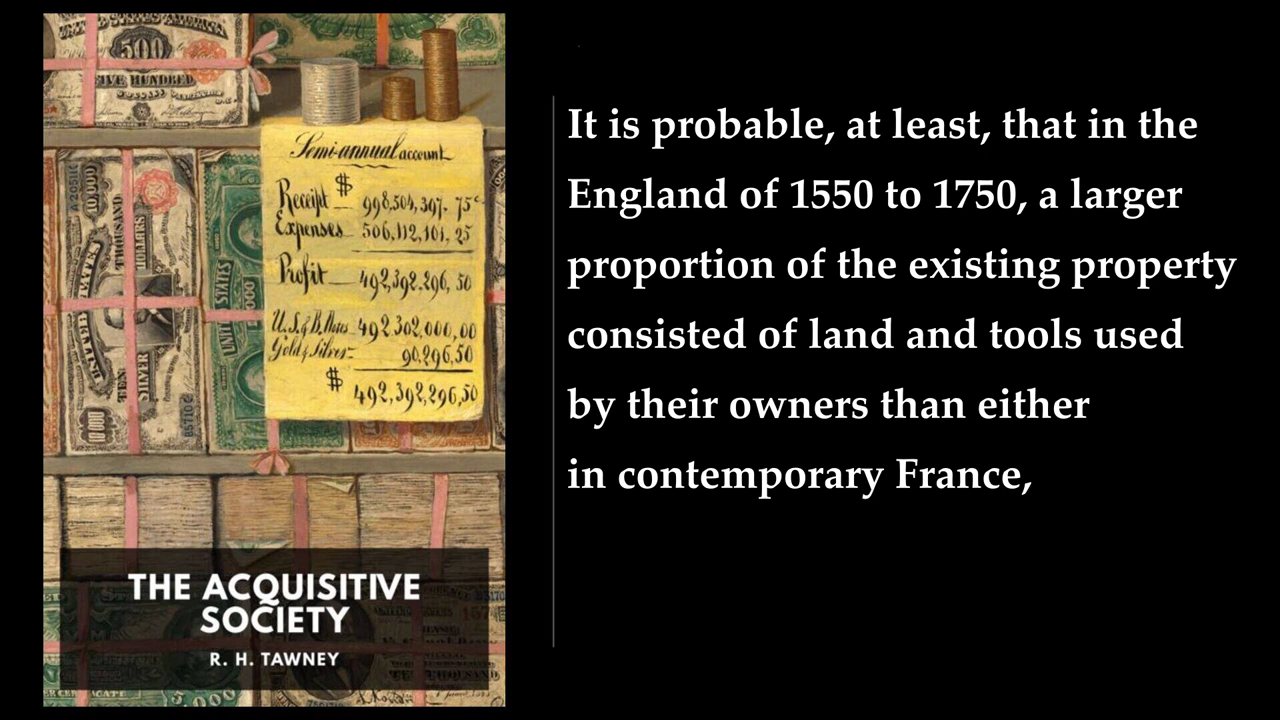 500
FIVE HUNDRED
Semi-annual account
$
Receipt 998,504,397. 75c
Expenses 506,112,101, 25
Profit 492,392,296, 50
492,302,000,00
Gold & Silver 90,296,50
$
492,392,296,50
THE ACQUISITIVE
SOCIETY
R. H. TAWNEY
It is probable, at least, that in the
England of 1550 to 1750, a larger
proportion of the existing property
consisted of land and tools used
by their owners than either
in contemporary France,